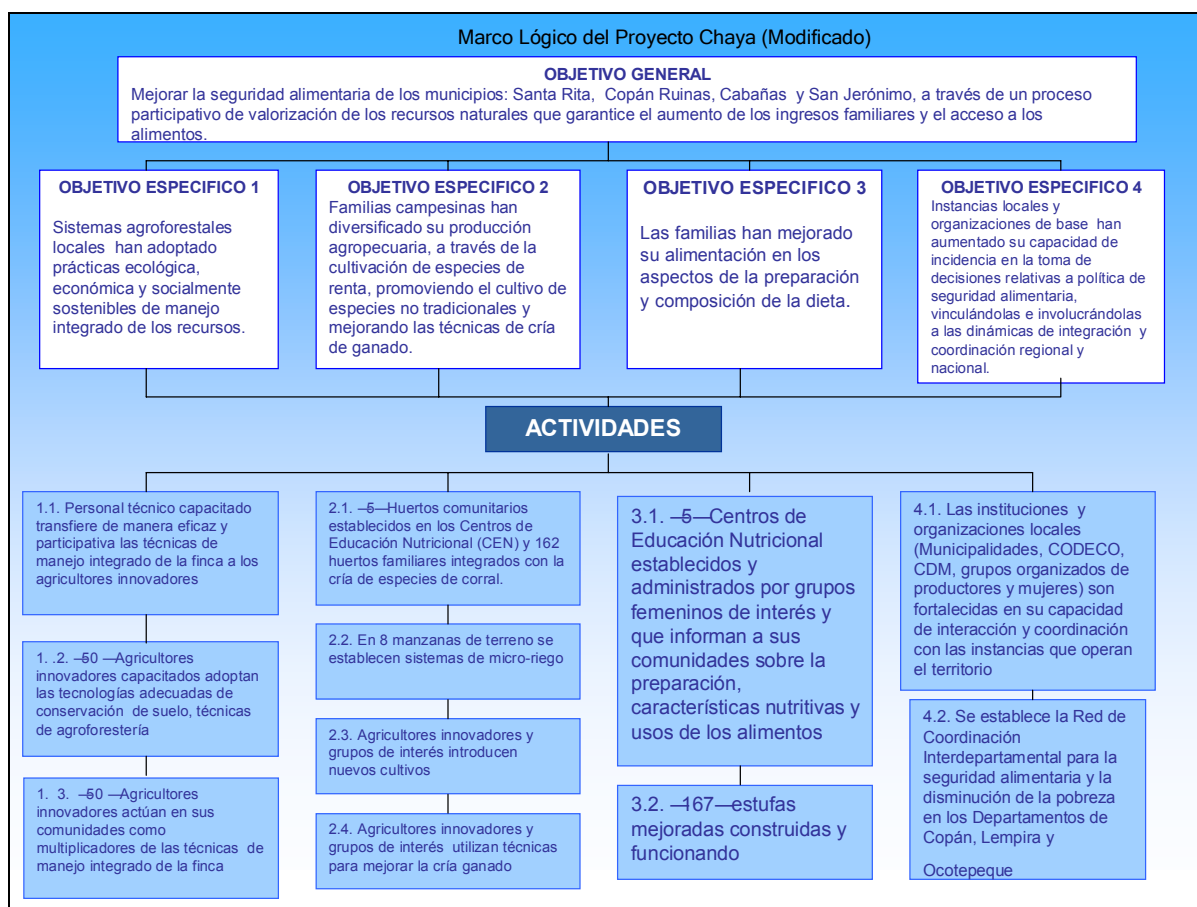 Marco Lógico del Proyecto Chaya (Modificado)
OBJETIVO GENERAL
Mejorar la seguridad alimentaria de los municipios: Santa Rita, Copán Ruinas, Cabañas y San Jerónimo, a través de un proceso
participativo de valorización de los recursos naturales que garantice el aumento de los ingresos familiares y el acceso a los
alimentos.
OBJETIVO ESPECIFICO 1
Sistemas agroforestales
locales han adoptado
prácticas ecológica,
económica y socialmente
sostenibles de manejo
integrado de los recursos.
OBJETIVO ESPECIFICO 2
Familias campesinas han
diversificado su producción
agropecuaria, a través de la
cultivación de especies de
renta, promoviendo el cultivo de
especies no tradicionales y
mejorando las técnicas de cría
de ganado.
OBJETIVO ESPECIFICO 3
Las familias han mejorado
su alimentación en los
aspectos de la preparación
y composición de la dieta.
OBJETIVO ESPECIFICO 4
Instancias locales y
organizaciones de base han
aumentado su capacidad de
incidencia en la toma de
decisiones relativas a política de
seguridad alimentaria,
vinculándolas e involucrándolas
a las dinámicas de integración y
coordinación regional y
nacional.
ACTIVIDADES
1.1. Personal técnico capacitado
transfiere de manera eficaz y
participativa las técnicas de
manejo integrado de la finca a los
agricultores innovadores
1. .2. –50 –Agricultores
innovadores capacitados adoptan
las tecnologías adecuadas de
conservación de suelo, técnicas
de agroforestería
1. 3. –50 –Agricultores
innovadores actúan en sus
comunidades como
multiplicadores de las técnicas de
manejo integrado de la finca
2.1. –5–Huertos comunitarios
establecidos en los Centros de
Educación Nutricional (CEN) y 162
huertos familiares integrados con la
cría de especies de corral.
2.2. En 8 manzanas de terreno se
establecen sistemas de micro-riego
2.3. Agricultores innovadores y
grupos de interés introducen
nuevos cultivos
2.4. Agricultores innovadores y
grupos de interés utilizan técnicas
para mejorar la cría ganado
3.1. –5–Centros de
Educación Nutricional
establecidos y
administrados por grupos
femeninos de interés y
que informan a sus
comunidades sobre la
preparación,
características nutritivas y
usos de los alimentos
3.2. –167–estufas
mejoradas construidas y
funcionando
4.1. Las instituciones y
organizaciones locales
(Municipalidades, CODECO,
CDM, grupos organizados de
productores y mujeres) son
fortalecidas en su capacidad
de interacción y coordinación
con las instancias que operan
el territorio
4.2. Se establece la Red de
Coordinación
Interdepartamental para la
seguridad alimentaria y la
disminución de la pobreza
en los Departamentos de
Copán, Lempira y
Ocotepeque